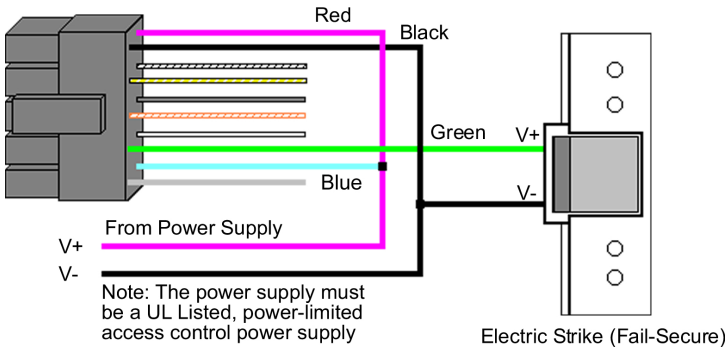 Red
Black
Green
V+
Blue
V-
From Power Supply
V+
V-
Note: The power supply must
be a UL Listed, power-limited
access control power supply
Electric Strike (Fail-Secure)